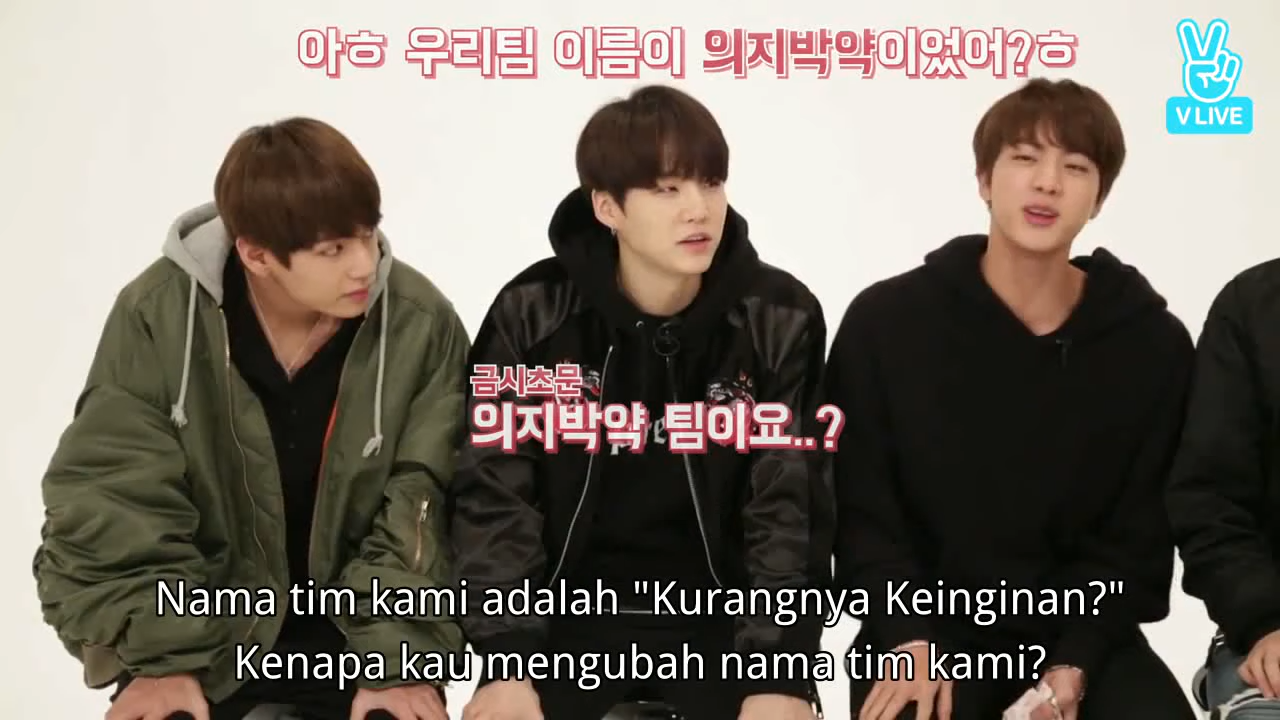 아ㅎ 우리팀 이름이 의지박약이었어?ㅎ
V LIVE
금시초문
의지박약 팀이요..?
Nama tim kami adalah "Kurangnya Keinginan?"
Kenapa kau mengubah nama tim kami?